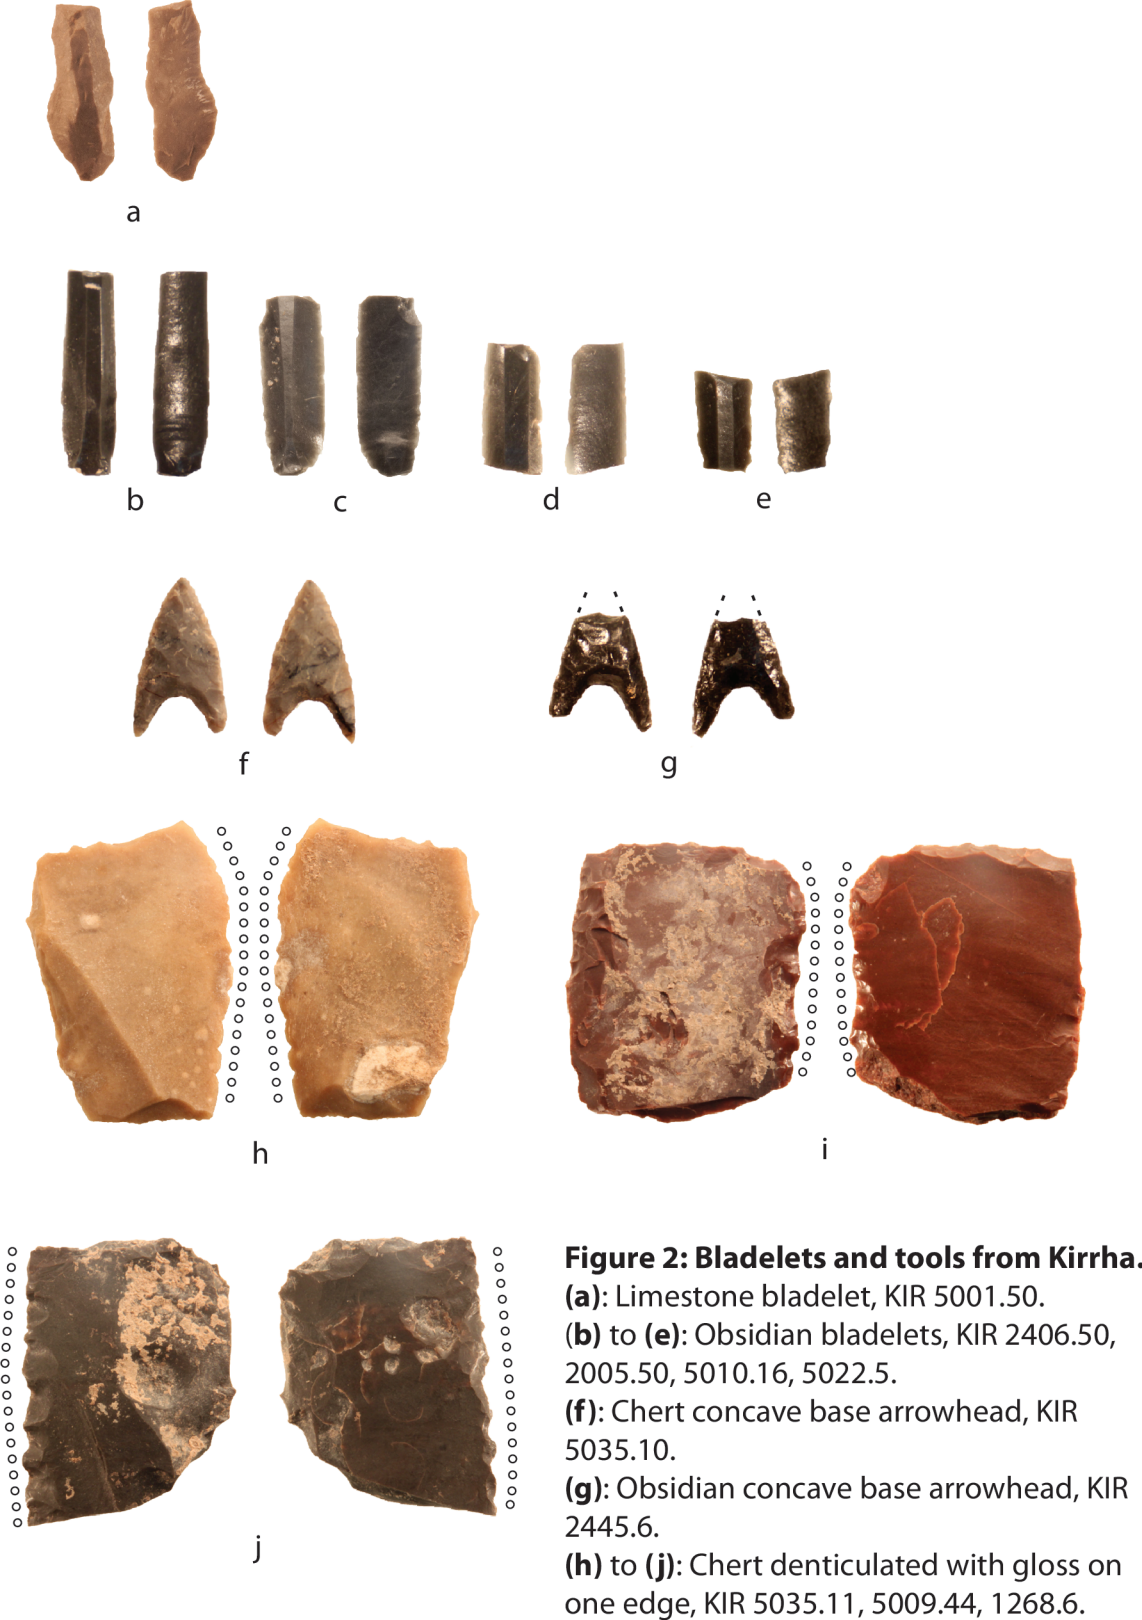 a
b
c
d
e
f
g
h
i
j
Figure 2: Bladelets and tools from Kirrha.
(a): Limestone bladelet, KIR 5001.50.
(b) to (e): Obsidian bladelets, KIR 2406.50,
2005.50, 5010.16, 5022.5.
(f): Chert concave base arrowhead, KIR
5035.10.
(g): Obsidian concave base arrowhead, KIR
2445.6.
(h) to (j): Chert denticulated with gloss on
one edge, KIR 5035.11, 5009.44, 1268.6.